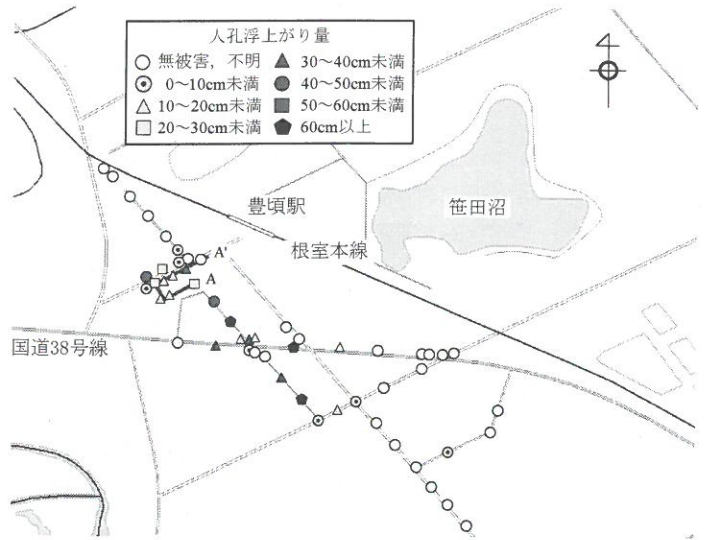 人孔浮上がり量
無被害，不明
30〜40cm未満
0〜10cm未満
40〜50cm未満
10〜20cm未満
50〜60cm未満
20〜30cm未満
60cm以上
豊頃駅
笹田沼
根室本線
A'
A
国道38号線